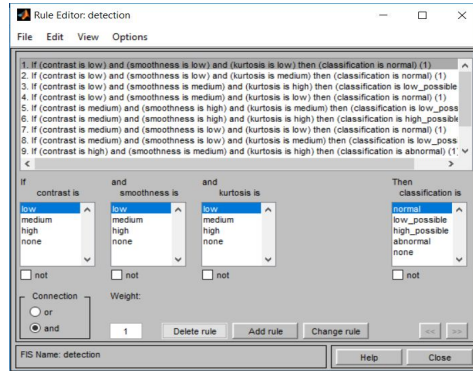 Rule Editor: detection
File Edit View Options
1. If (contrast is low) and (smoothness is low) and (kurtosis is low) then (classification is normal) (1)
2. If (contrast is low) and (smoothness is low) and (kurtosis is medium) then (classification is normal) (1)
3. If (contrast is low) and (smoothness is medium) and (kurtosis is high) then (classification is low_possible
4. If (contrast is low) and (smoothness is medium) and (kurtosis is low) then (classification is normal) (1)
5. If (contrast is medium) and (smoothness is high) and (kurtosis is medium) then (classification is low_poss
6. If (contrast is medium) and (smoothness is high) and (kurtosis is high) then (classification is high_possible
7. If (contrast is medium) and (smoothness is low) and (kurtosis is low) then (classification is normal) (1)
8. If (contrast is medium) and (smoothness is low) and (kurtosis is medium) then (classification is low_poss
9. If (contrast is high) and (smoothness is medium) and (kurtosis is high) then (classification is abnormal) (1)
If and and Then
contrast is smoothness is kurtosis is classification is
low low low normal
medium medium medium low_possible
high high high high_possible
none none none abnormal
none
not not not not
Connection Weight:
or
and 1 Delete rule Add rule Change rule << >>
FIS Name: detection Help Close